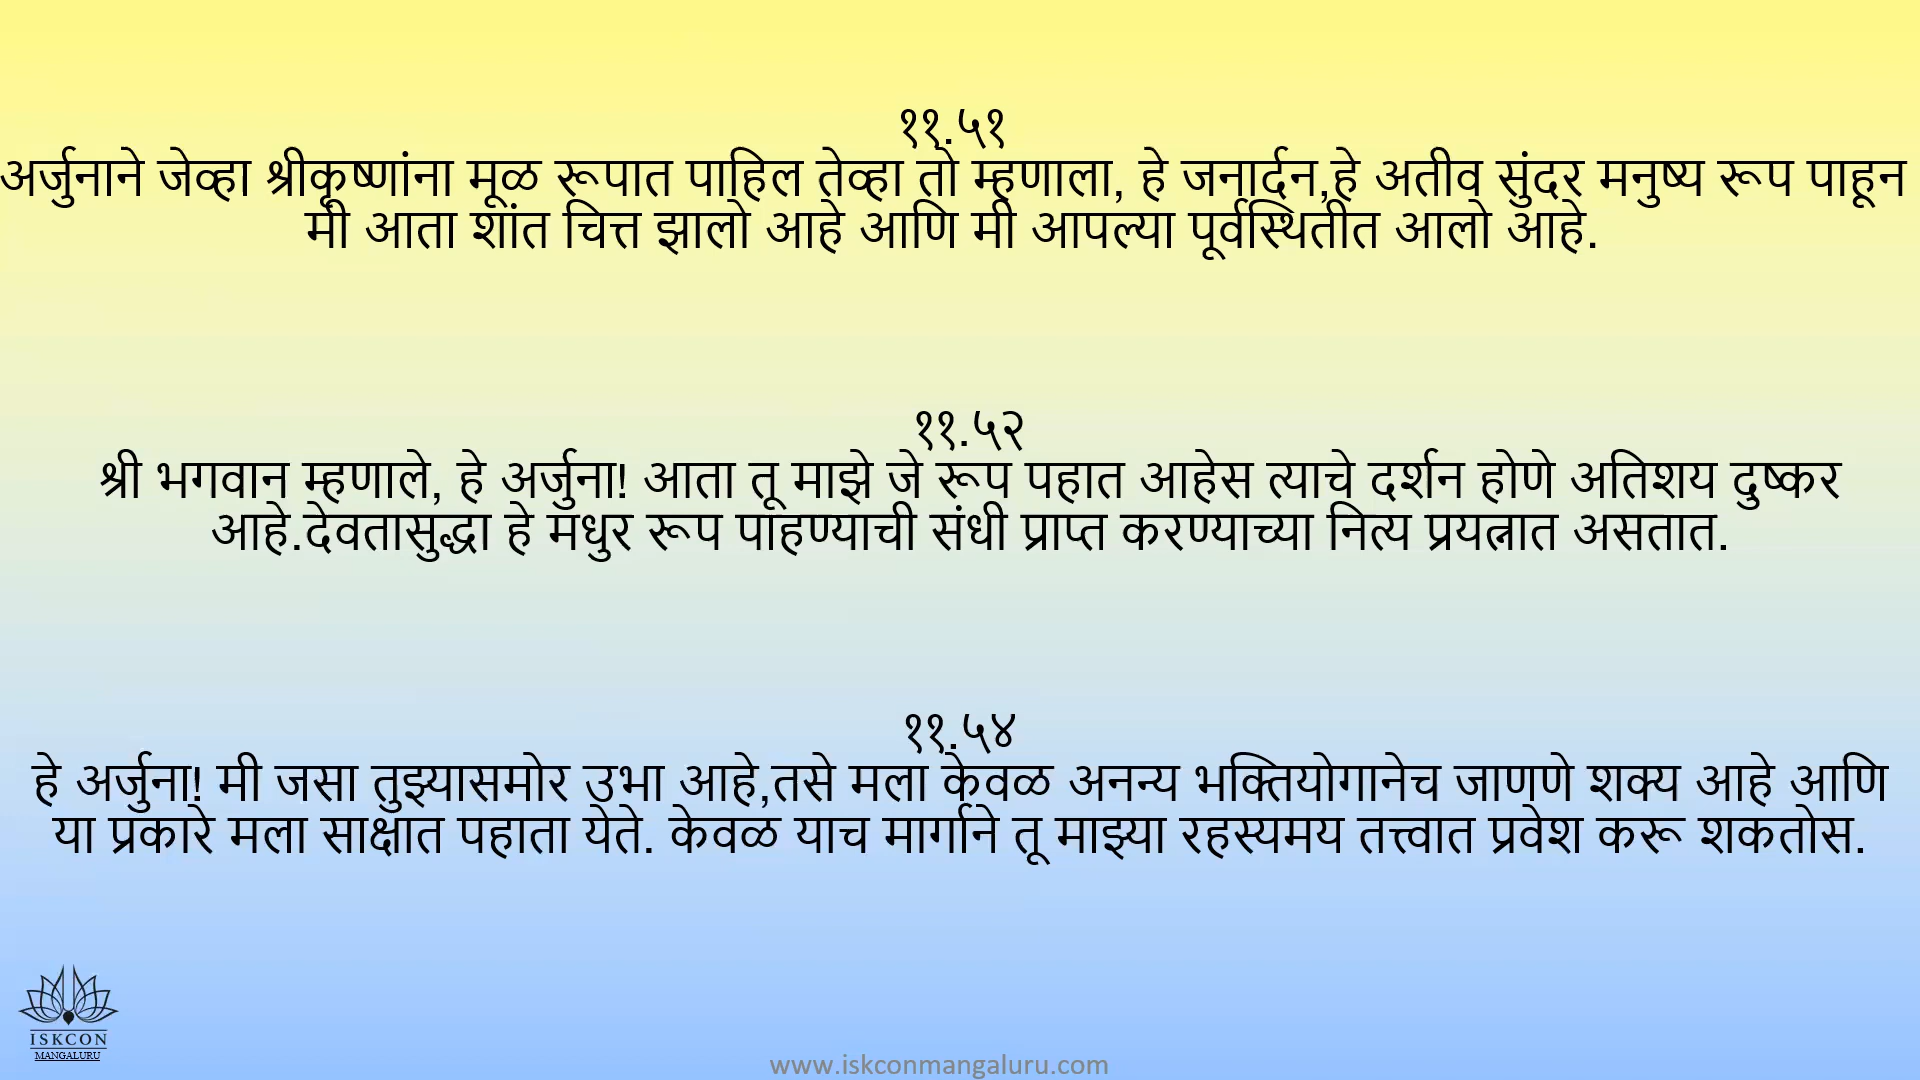 ११.५१
अर्जुनाने जेव्हा श्रीकृष्णांना मूळ रूपात पाहिल तेव्हा तो म्हणाला, हे जनार्दन,हे अतीव सुंदर मनुष्य रूप पाहून
मी आता शांत चित्त झालो आहे आणि मी आपल्या पूर्वस्थितीत आलो आहे.
११.५२
श्री भगवान म्हणाले, हे अर्जुना! आता तू माझे जे रूप पहात आहेस त्याचे दर्शन होणे अतिशय दुष्कर
आहे.देवतासुद्धा हे मधुर रूप पाहण्याची संधी प्राप्त करण्याच्या नित्य प्रयत्नात असतात.
११.५४
हे अर्जुना! मी जसा तुझ्यासमोर उभा आहे,तसे मला केवळ अनन्य भक्तियोगानेच जाणणे शक्य आहे आणि
या प्रकारे मला साक्षात पहाता येते. केवळ याच मार्गाने तू माझ्या रहस्यमय तत्त्वात प्रवेश करू शकतोस.
ISKCON
MANGALURU
www.iskconmangaluru.com